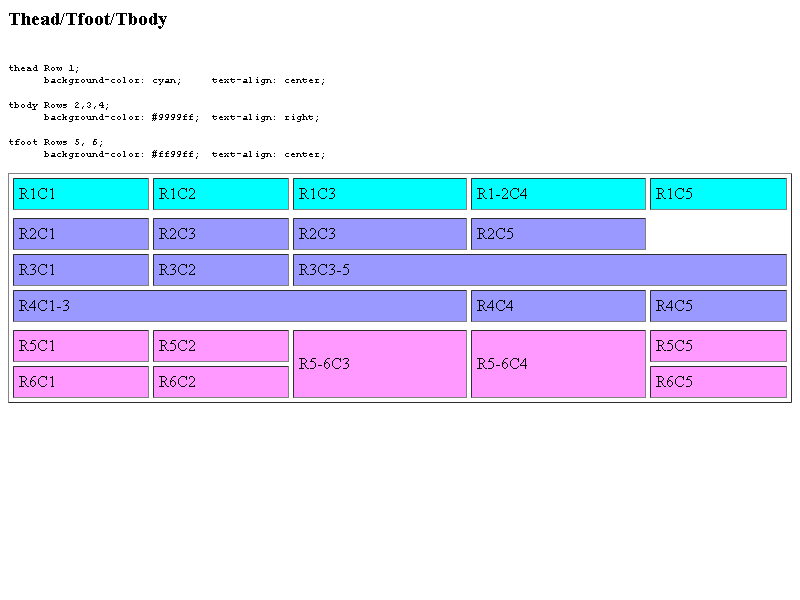 Thead/Tfoot/Tbody
thead Row 1;
background-color: cyan; text-align: center;
tbody Rows 2,3,4;
background-color: #9999ff; text-align: right;
tfoot Rows 5, 6;
background-color: #ff99ff; text-align: center;
R1C1 R1C2 R1C3 R1-2C4 R1C5
R2C1 R2C3 R2C3 R2C5
R3C1 R3C2 R3C3-5
R4C1-3 R4C4 R4C5
R5C1 R5C2 R5-6C3 R5-6C4 R5C5
R6C1 R6C2 R6C5